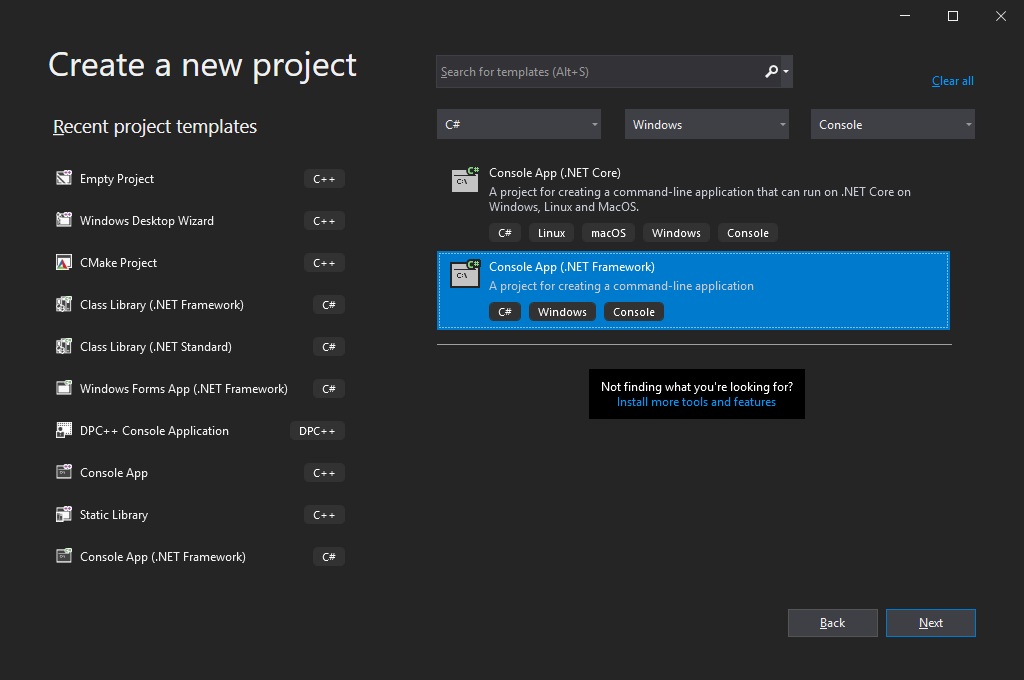 Create a new project
Search for templates (Alt+S)
Clear all
Recent project templates
C#
Windows
Console
Empty Project
C++
Windows Desktop Wizard
C++
CMake Project
C++
Class Library (.NET Framework)
C#
Class Library (.NET Standard)
C#
Windows Forms App (.NET Framework)
C#
DPC++ Console Application
DPC++
Console App
C++
Static Library
C++
Console App (.NET Framework)
C#
C#
C:\
Console App (.NET Core)
A project for creating a command-line application that can run on .NET Core on
Windows, Linux and MacOS.
C#
Linux
macOS
Windows
Console
C#
C:\
Console App (.NET Framework)
A project for creating a command-line application
C#
Windows
Console
Not finding what you're looking for?
Install more tools and features
Back
Next